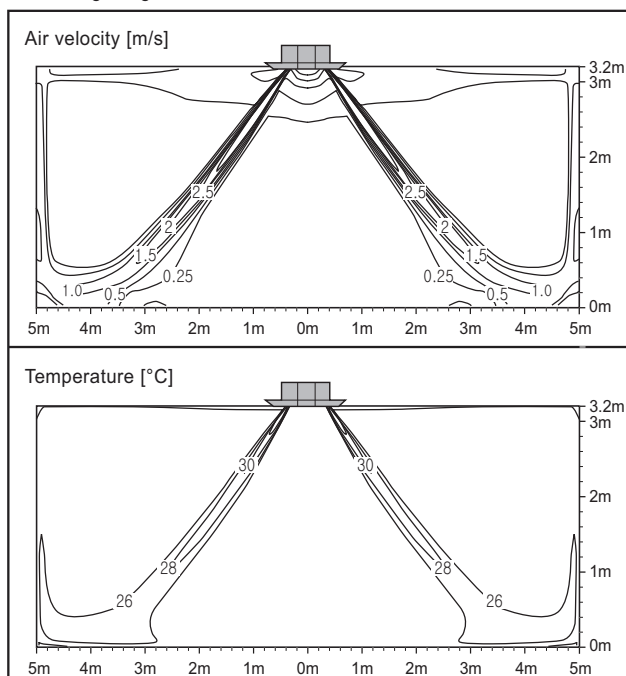 Air velocity [m/s]
3.2m
3m
2m
2.5 2.5
2 2
1m
1.5 1.5
0.25 0.25
1.0 0.5 0.5 1.0
0m
5m 4m 3m 2m 1m 0m 1m 2m 3m 4m 5m
Temperature [°C]
3.2m
3m
30 30
2m
28 28
1m
26 26
0m
5m 4m 3m 2m 1m 0m 1m 2m 3m 4m 5m